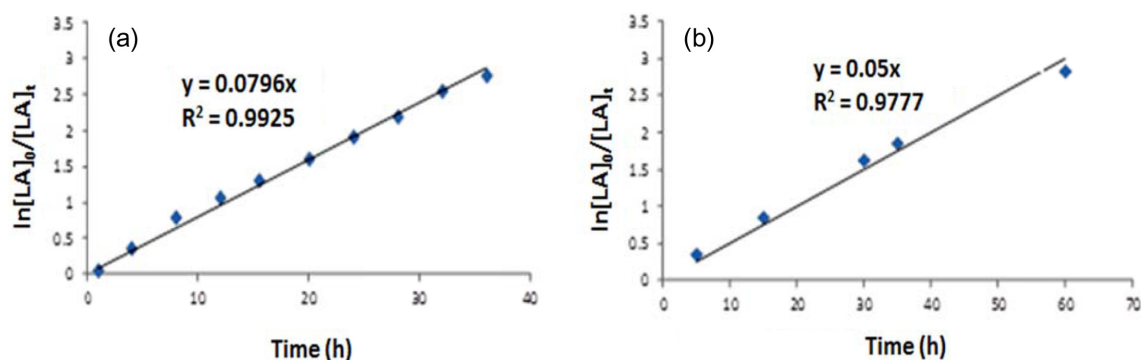 (a)
y = 0.0796x
R² = 0.9925
ln[LA]₀/[LA]ₜ
3.5
3
2.5
2
1.5
1
0.5
0
0 10 20 30 40
Time (h)
(b)
y = 0.05x
R² = 0.9777
ln[LA]₀/[LA]ₜ
3.5
3
2.5
2
1.5
1
0.5
0
0 10 20 30 40 50 60 70
Time (h)